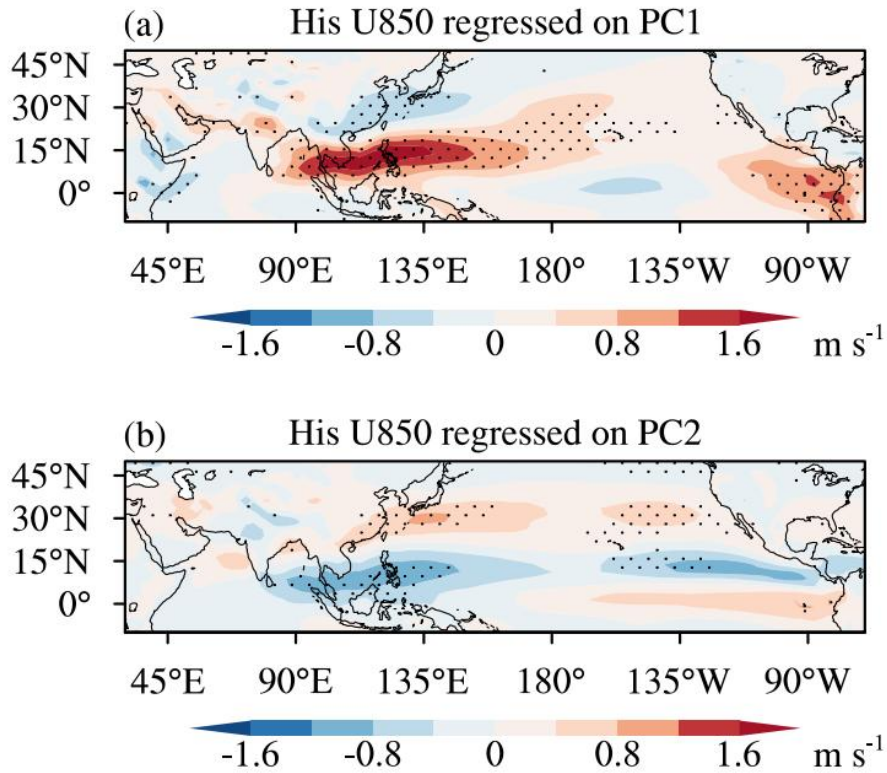 (a) His U850 regressed on PC1
45°N
30°N
15°N
0°
45°E 90°E 135°E 180° 135°W 90°W
-1.6 -0.8 0 0.8 1.6 m s⁻¹
(b) His U850 regressed on PC2
45°N
30°N
15°N
0°
45°E 90°E 135°E 180° 135°W 90°W
-1.6 -0.8 0 0.8 1.6 m s⁻¹